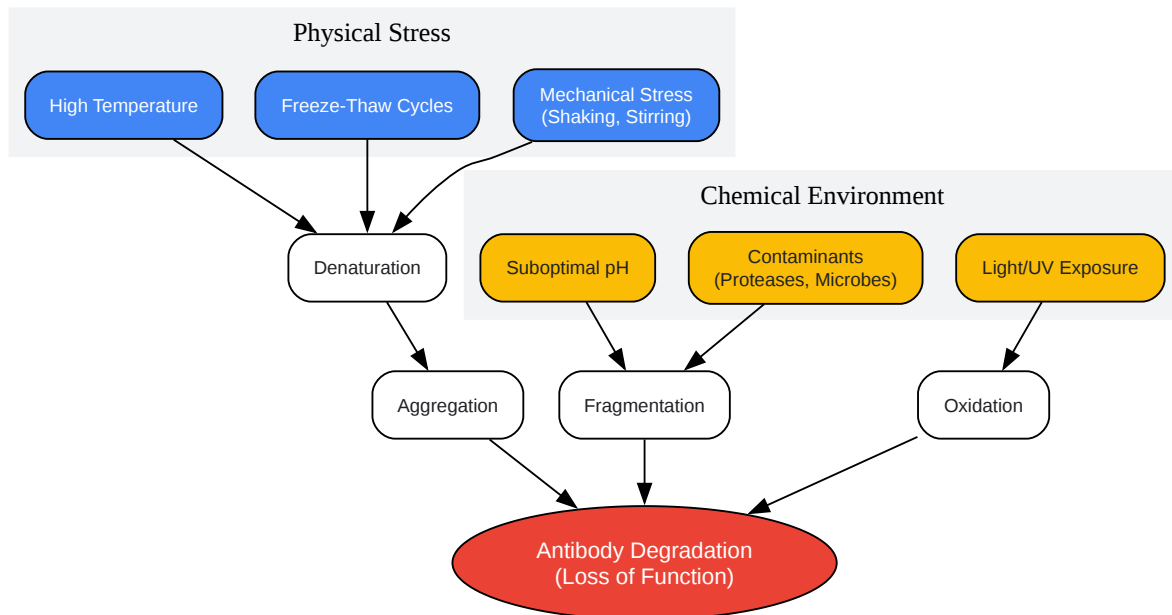 Physical Stress
High Temperature
Freeze-Thaw Cycles
Mechanical Stress
(Shaking, Stirring)
Chemical Environment
Denaturation
Suboptimal pH
Contaminants
(Proteases, Microbes)
Light/UV Exposure
Aggregation
Fragmentation
Oxidation
Antibody Degradation
(Loss of Function)